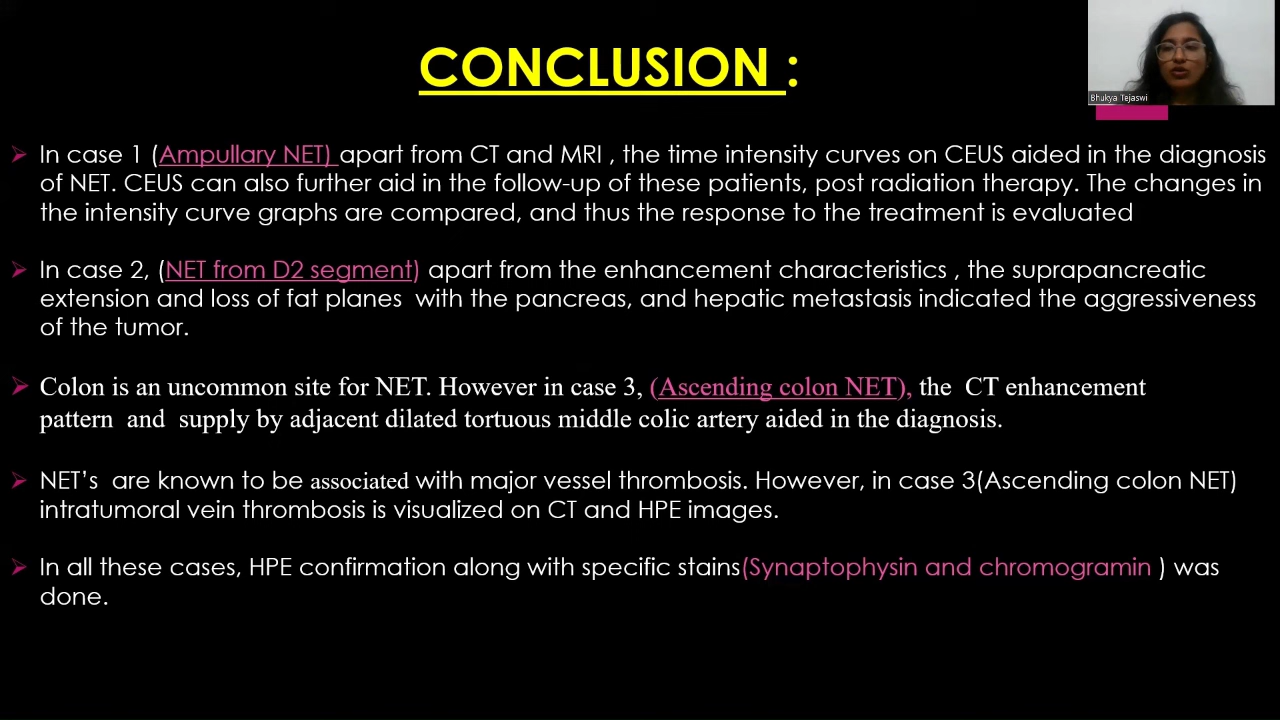 CONCLUSION :
Bhukya Tejaswi
In case 1 (Ampullary NET) apart from CT and MRI , the time intensity curves on CEUS aided in the diagnosis
of NET. CEUS can also further aid in the follow-up of these patients, post radiation therapy. The changes in
the intensity curve graphs are compared, and thus the response to the treatment is evaluated
In case 2, (NET from D2 segment) apart from the enhancement characteristics , the suprapancreatic
extension and loss of fat planes with the pancreas, and hepatic metastasis indicated the aggressiveness
of the tumor.
Colon is an uncommon site for NET. However in case 3, (Ascending colon NET), the CT enhancement
pattern and supply by adjacent dilated tortuous middle colic artery aided in the diagnosis.
NET’s are known to be associated with major vessel thrombosis. However, in case 3(Ascending colon NET)
intratumoral vein thrombosis is visualized on CT and HPE images.
In all these cases, HPE confirmation along with specific stains(Synaptophysin and chromogramin ) was
done.